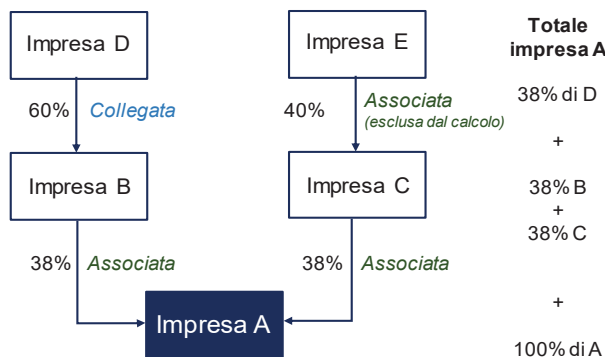 Impresa D
Impresa E
Totale
impresa A
60%
Collegata
40%
Associata
(esclusa dal calcolo)
38% di D
+
Impresa B
Impresa C
38% B
+
38% C
38%
Associata
38%
Associata
+
Impresa A
100% di A